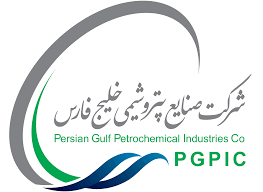 شرکت صنایع پتروشیمی خلیج فارس
Persian Gulf Petrochemical Industries Co
PGPIC